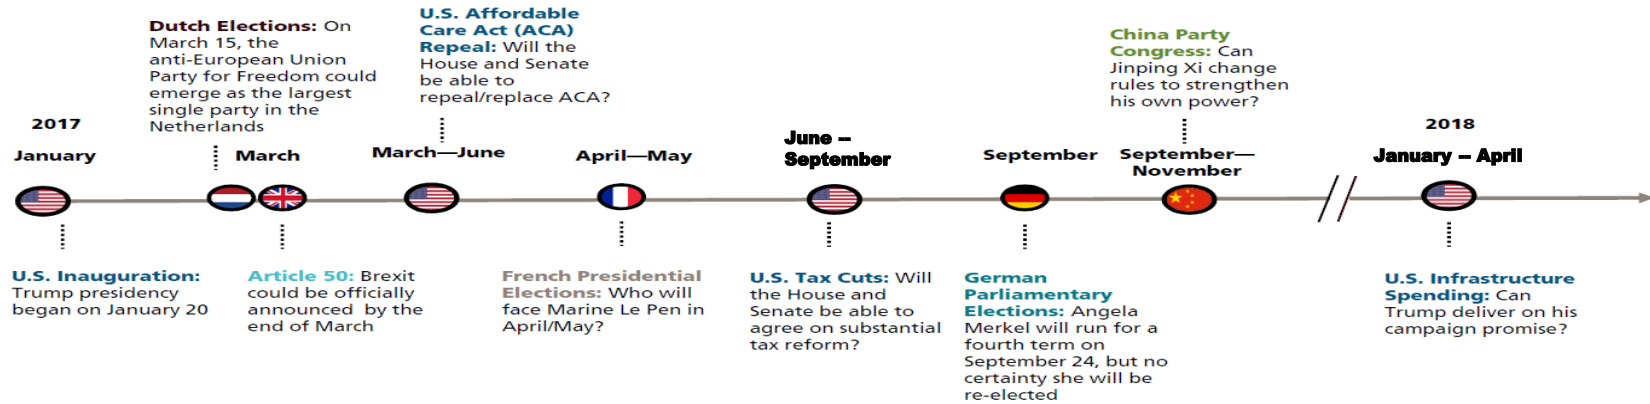 2017
January
U.S. Inauguration:
Trump presidency
began on January 20
Dutch Elections: On
March 15, the
anti-European Union
Party for Freedom could
emerge as the largest
single party in the
Netherlands
March
Article 50: Brexit
could be officially
announced by the
end of March
U.S. Affordable
Care Act (ACA)
Repeal: Will the
House and Senate
be able to
repeal/replace ACA?
March—June
April—May
French Presidential
Elections: Who will
face Marine Le Pen in
April/May?
June --
September
U.S. Tax Cuts: Will
the House and
Senate be able to
agree on substantial
tax reform?
September
German
Parliamentary
Elections: Angela
Merkel will run for a
fourth term on
September 24, but no
certainty she will be
re-elected
China Party
Congress: Can
Jinping Xi change
rules to strengthen
his own power?
September—
November
2018
January -- April
U.S. Infrastructure
Spending: Can
Trump deliver on his
campaign promise?